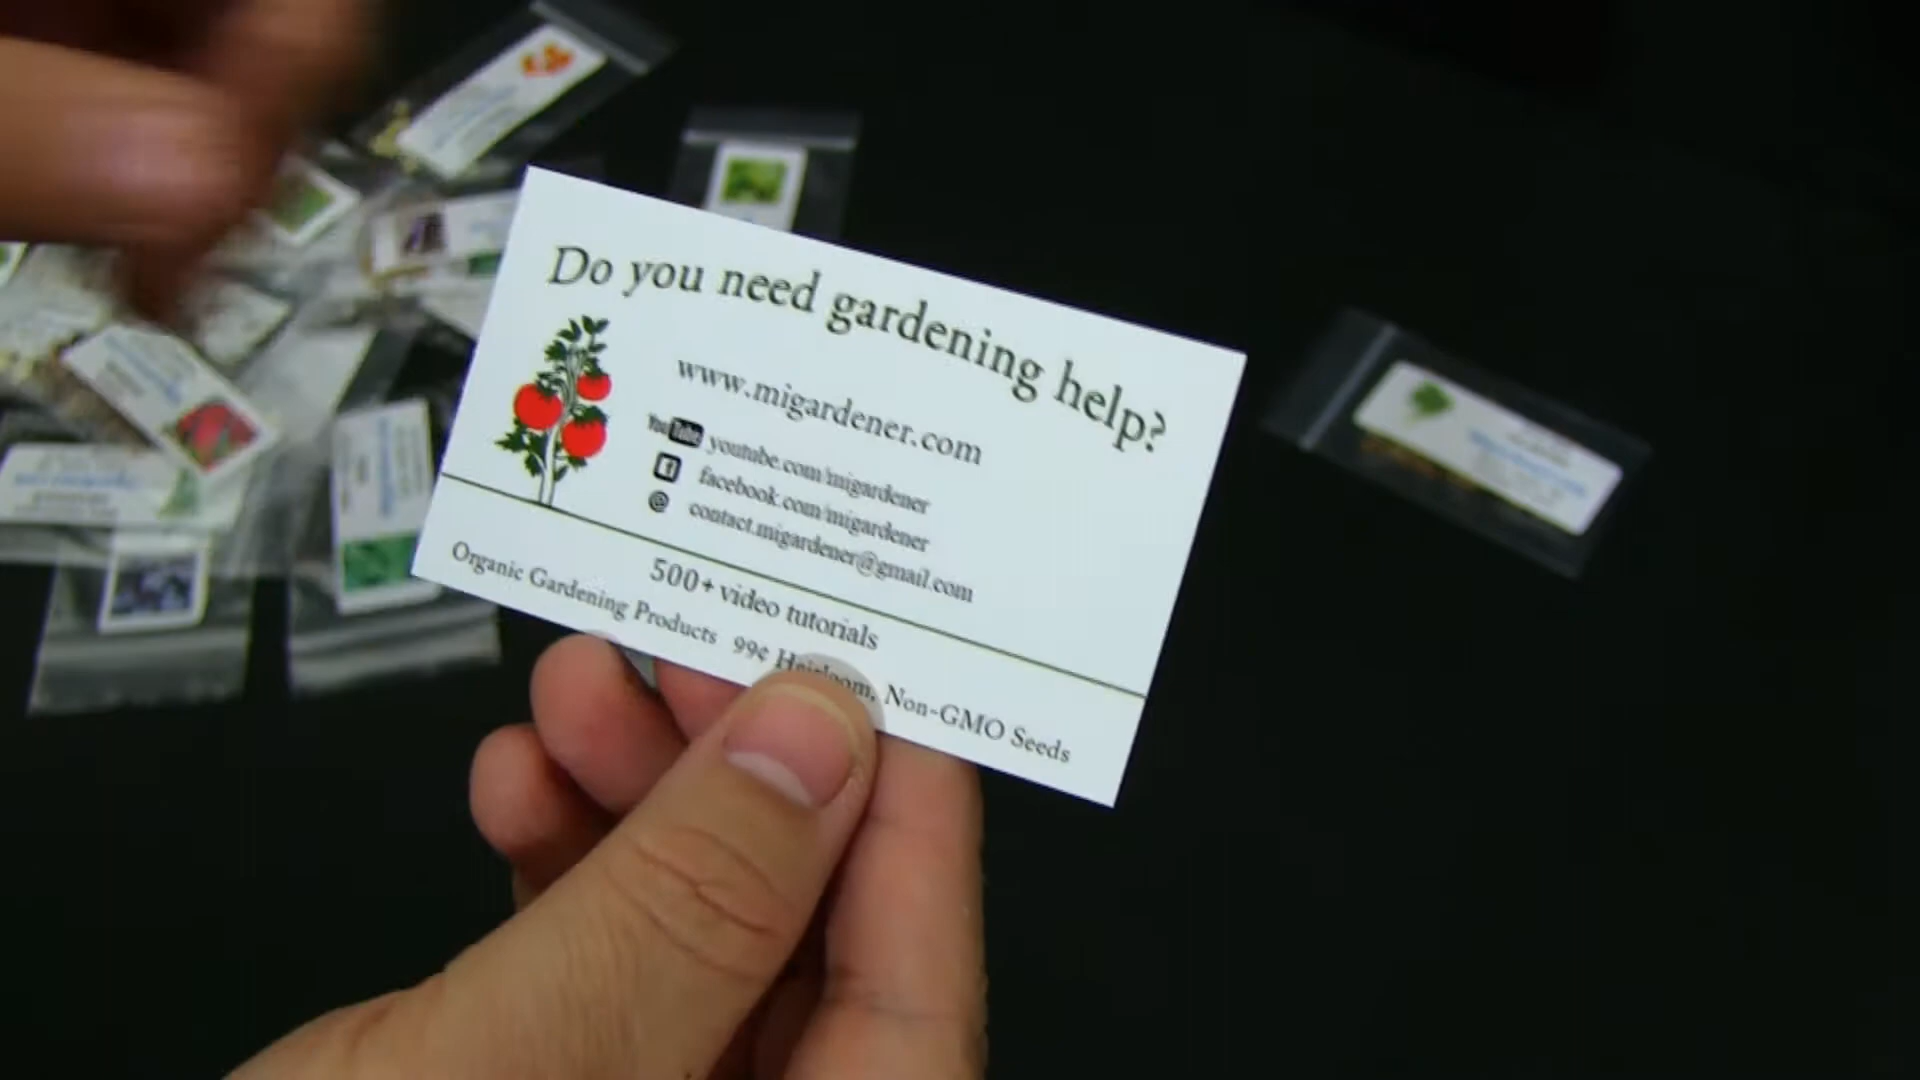 Do you need gardening help?
www.migardener.com
YouTube youtube.com/migardener
f facebook.com/migardener
@ contact.migardener@gmail.com
500+ video tutorials
Organic Gardening Products 99¢ Heirloom, Non-GMO Seeds